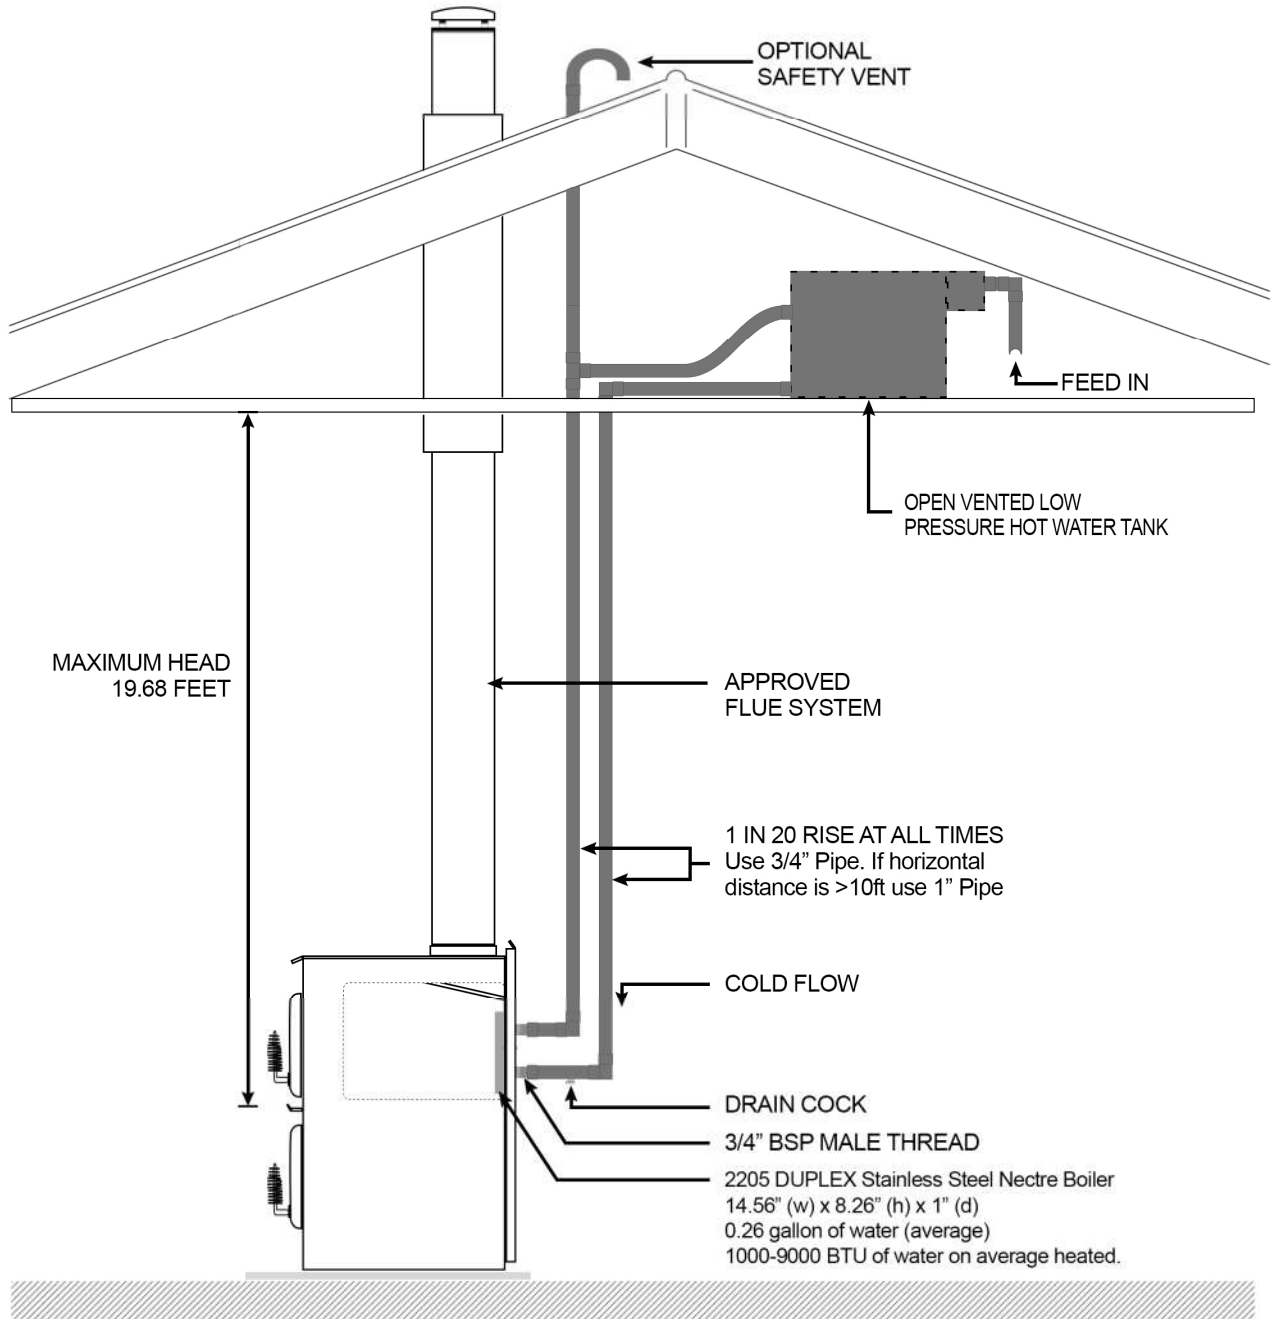 OPTIONAL
SAFETY VENT
FEED IN
OPEN VENTED LOW
PRESSURE HOT WATER TANK
MAXIMUM HEAD
19.68 FEET
APPROVED
FLUE SYSTEM
1 IN 20 RISE AT ALL TIMES
Use 3/4” Pipe. If horizontal
distance is >10ft use 1” Pipe
COLD FLOW
DRAIN COCK
3/4” BSP MALE THREAD
2205 DUPLEX Stainless Steel Nectre Boiler
14.56” (w) x 8.26” (h) x 1” (d)
0.26 gallon of water (average)
1000-9000 BTU of water on average heated.